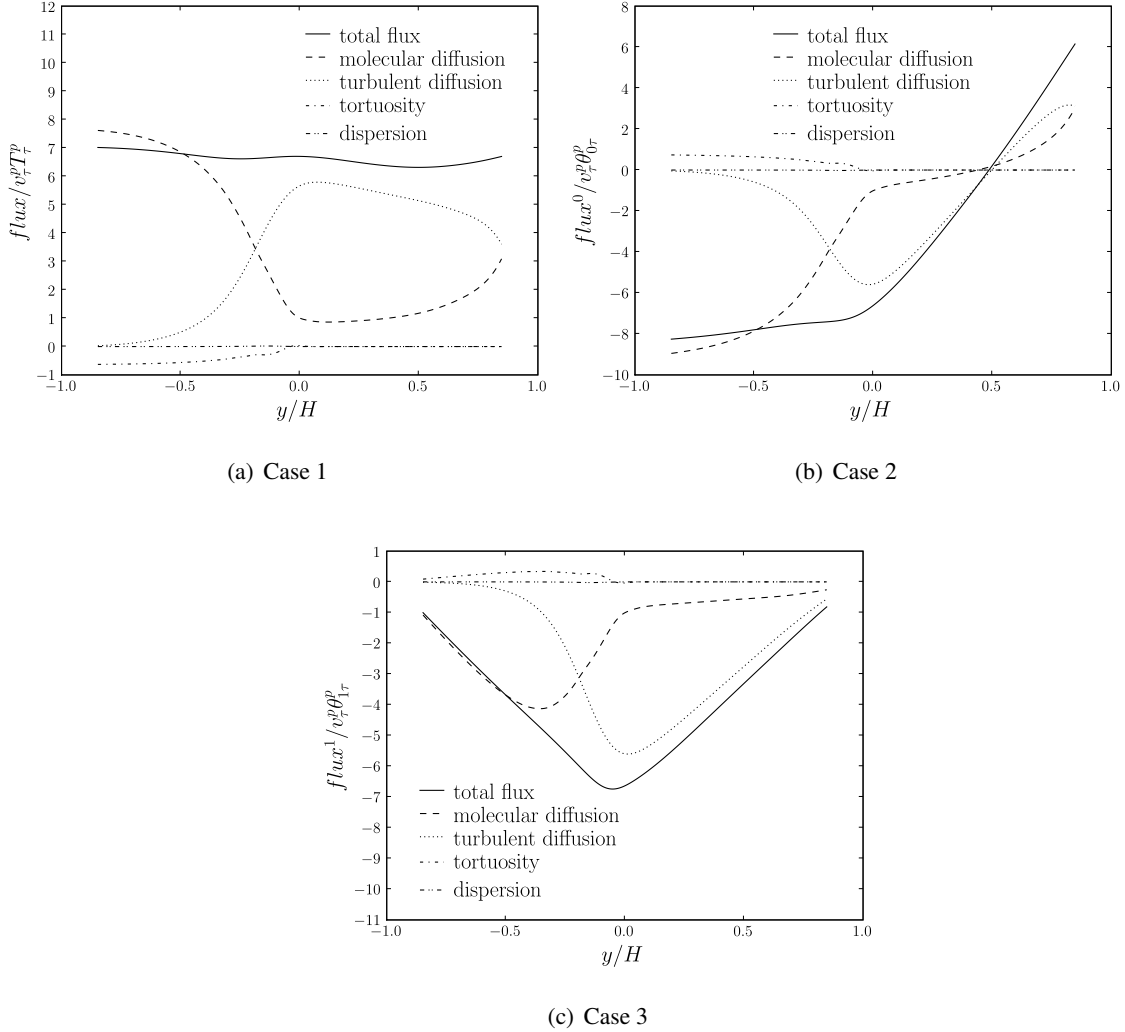 12
11
10
9
8
7
6
5
4
3
2
1
0
−1
−1.0 −0.5 0.0 0.5 1.0
y/H
flux/v_τ^p T_τ^p
total flux
molecular diffusion
turbulent diffusion
tortuosity
dispersion
(a) Case 1
8
6
4
2
0
−2
−4
−6
−8
−10
−1.0 −0.5 0.0 0.5 1.0
y/H
flux^0/v_τ^p θ_{0τ}^p
total flux
molecular diffusion
turbulent diffusion
tortuosity
dispersion
(b) Case 2
1
0
−1
−2
−3
−4
−5
−6
−7
−8
−9
−10
−11
−1.0 −0.5 0.0 0.5 1.0
y/H
flux^1/v_τ^p θ_{1τ}^p
total flux
molecular diffusion
turbulent diffusion
tortuosity
dispersion
(c) Case 3